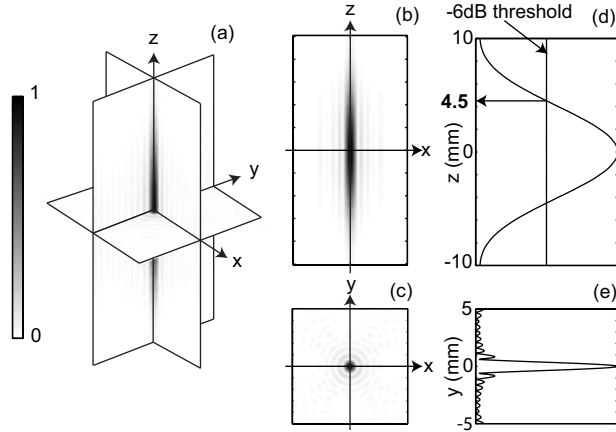 (a)
z
y
x
1
0
(b)
z
x
(c)
y
x
-6dB threshold
(d)
10
4.5
0
-10
z (mm)
(e)
5
0
-5
y (mm)